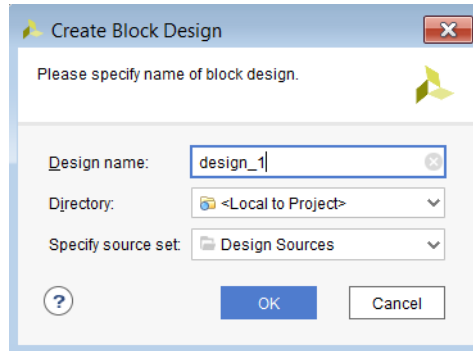 Create Block Design
Please specify name of block design.
Design name: design_1
Directory: <Local to Project>
Specify source set: Design Sources
? OK Cancel